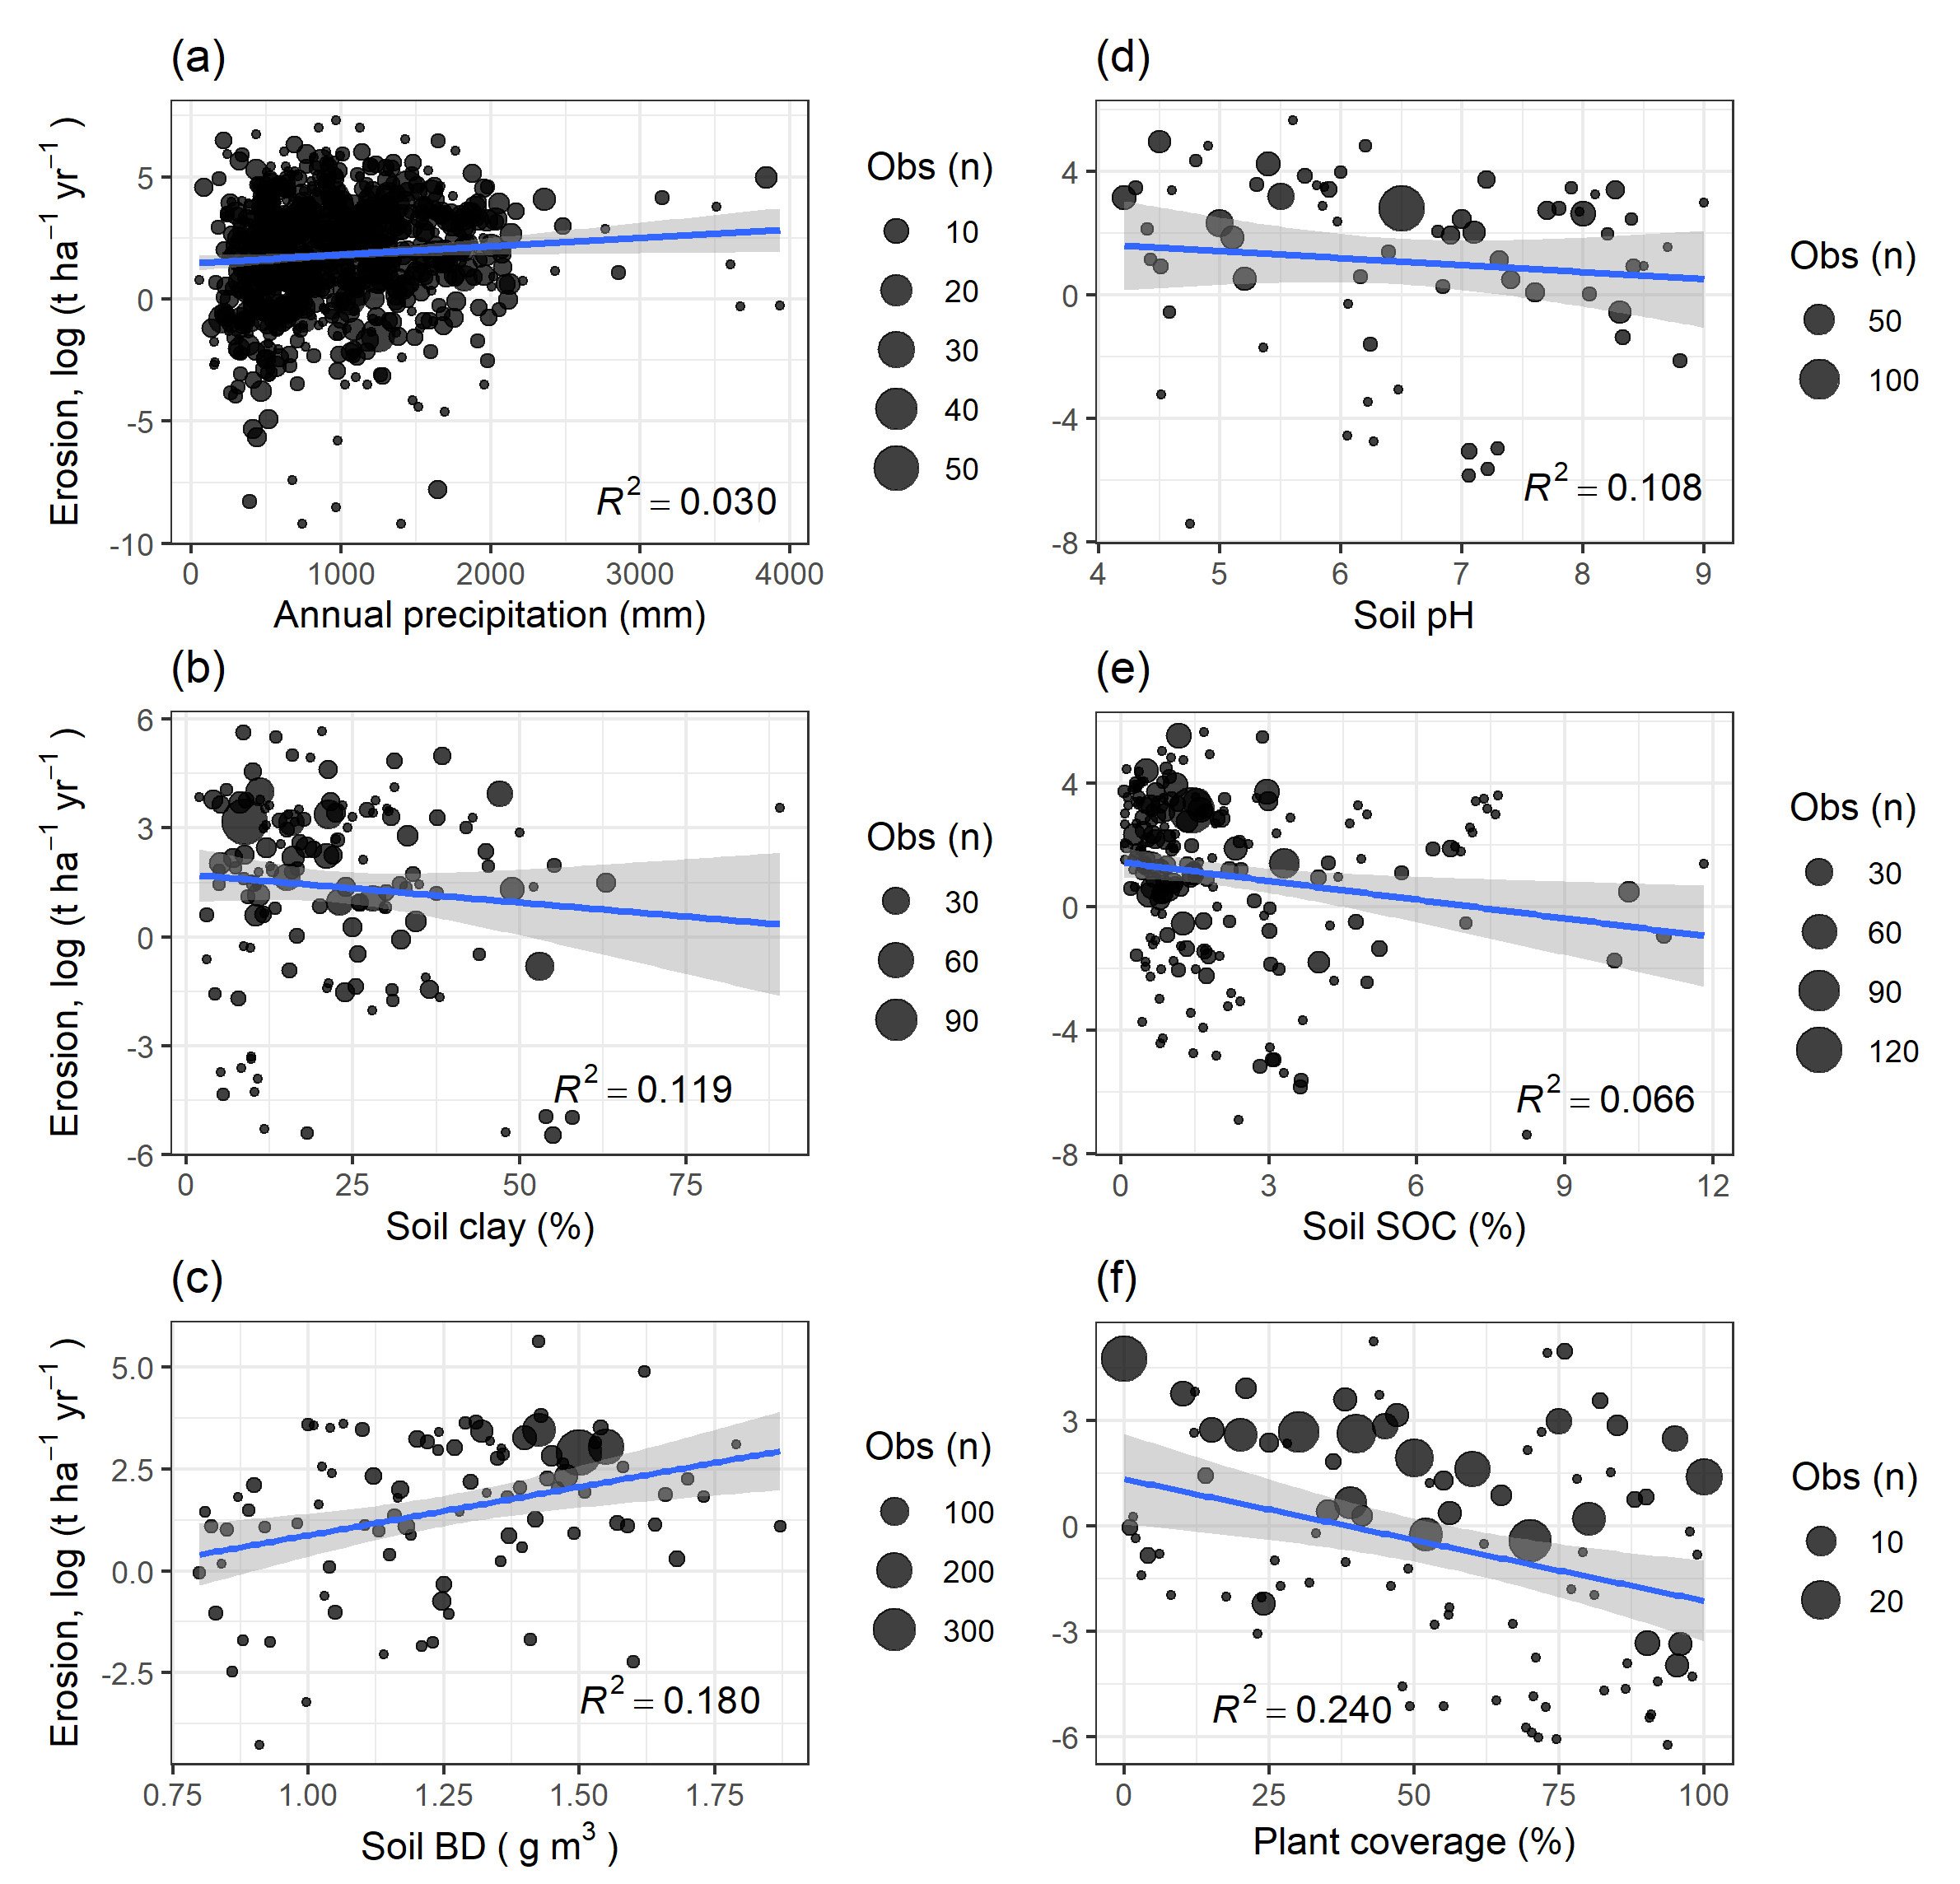 (a)
Erosion, log (t ha⁻¹ yr⁻¹ )
5
0
-5
-10
R² = 0.030
0 1000 2000 3000 4000
Annual precipitation (mm)
Obs (n)
10
20
30
40
50
(d)
4
0
-4
-8
R² = 0.108
4 5 6 7 8 9
Soil pH
Obs (n)
50
100
(b)
Erosion, log (t ha⁻¹ yr⁻¹ )
6
3
0
-3
-6
R² = 0.119
0 25 50 75
Soil clay (%)
Obs (n)
30
60
90
(e)
4
0
-4
-8
R² = 0.066
0 3 6 9 12
Soil SOC (%)
Obs (n)
30
60
90
120
(c)
Erosion, log (t ha⁻¹ yr⁻¹ )
5.0
2.5
0.0
-2.5
R² = 0.180
0.75 1.00 1.25 1.50 1.75
Soil BD ( g m³ )
Obs (n)
100
200
300
(f)
3
0
-3
-6
R² = 0.240
0 25 50 75 100
Plant coverage (%)
Obs (n)
10
20